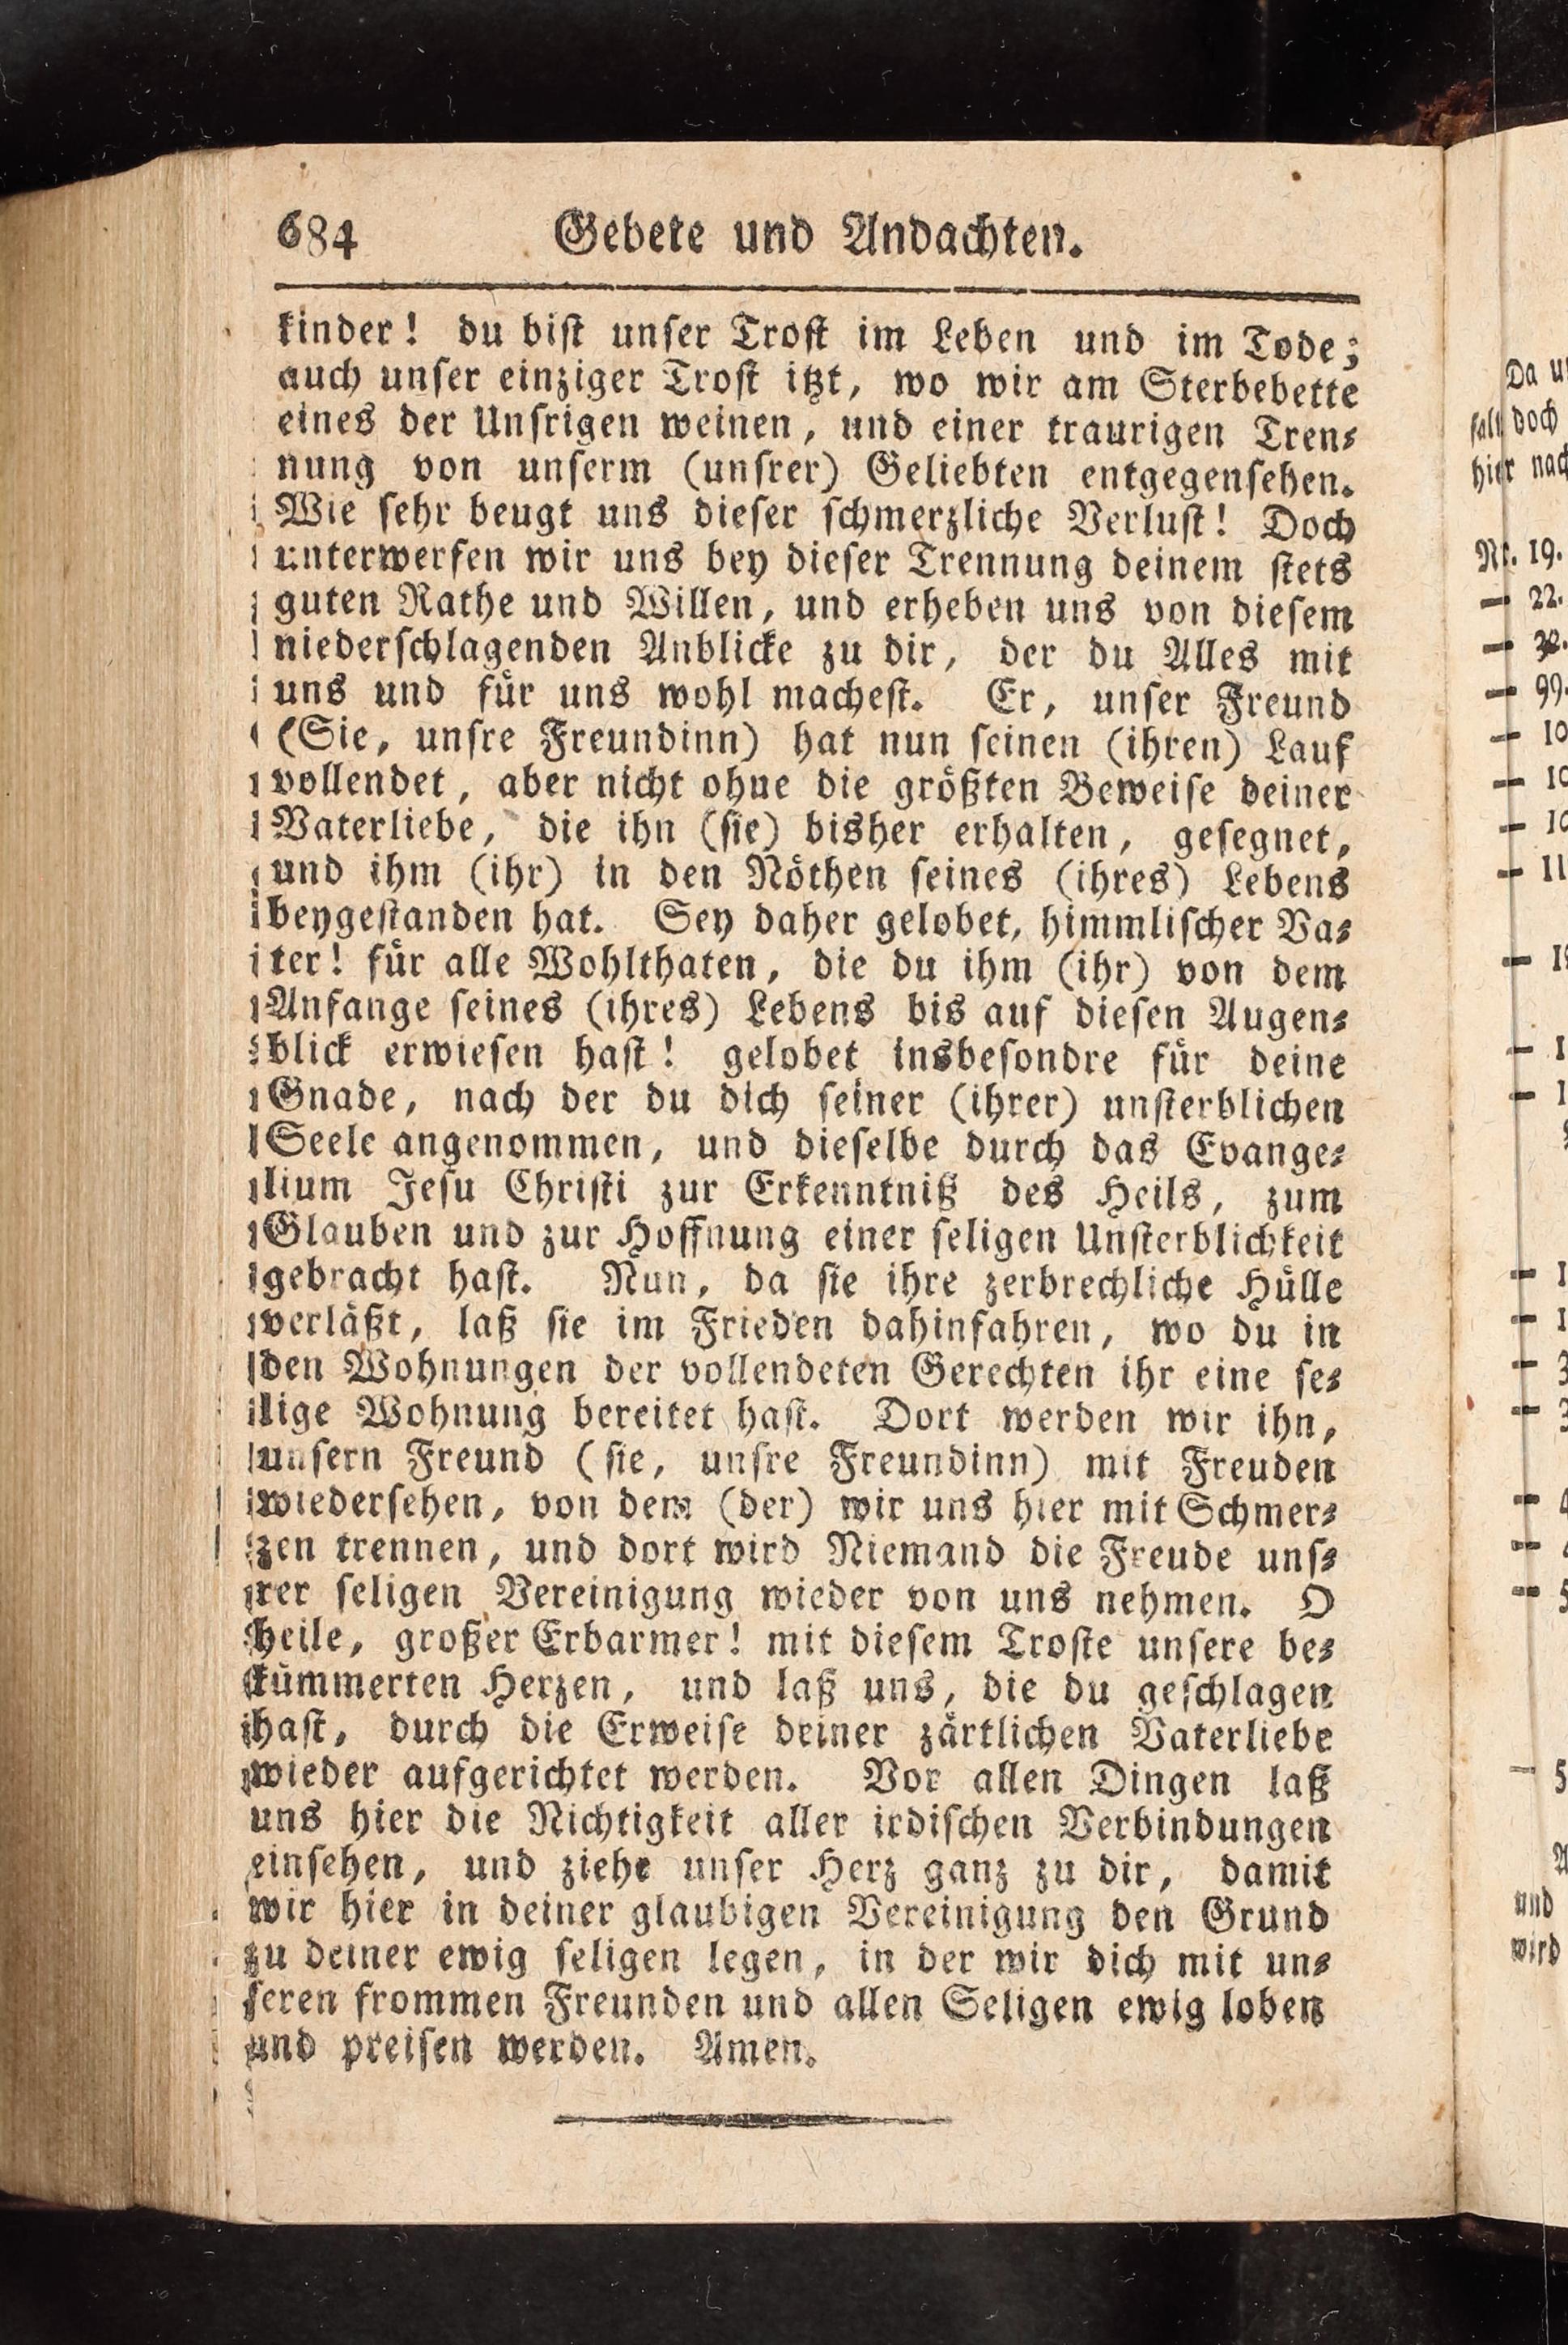 684 Gebete und Andachten.
kinder! du biſt unſer Troſt im Leben und im Tode;
auch unſer einziger Troſt itzt, wo wir am Sterbebette
eines der Unſrigen weinen, und einer traurigen Tren⸗
nung von unſerm (unſrer) Geliebten entgegenſehen.
Wie ſehr beugt uns dieſer ſchmerzliche Verluſt! Doch
unterwerfen wir uns bey dieſer Trennung deinem ſtets
guten Rathe und Willen, und erheben uns von dieſem
niederſchlagenden Anblicke zu dir, der du Alles mit
uns und für uns wohl macheſt. Er, unſer Freund
(Sie, unſre Freundinn) hat nun ſeinen (ihren) Lauf
vollendet, aber nicht ohne die größten Beweiſe deiner
Vaterliebe, die ihn (ſie) bisher erhalten, geſegnet,
und ihm (ihr) in den Nöthen ſeines (ihres) Lebens
beygeſtanden hat. Sey daher gelobet, himmliſcher Va⸗
ter! für alle Wohlthaten, die du ihm (ihr) von dem
Anfange ſeines (ihres) Lebens bis auf dieſen Augen⸗
blick erwieſen haſt! gelobet insbeſondre für deine
Gnade, nach der du dich ſeiner (ihrer) unſterblichen
Seele angenommen, und dieſelbe durch das Evange⸗
lium Jeſu Chriſti zur Erkenntniß des Heils, zum
Glauben und zur Hoffnung einer ſeligen Unſterblichkeit
gebracht haſt. Nun, da ſie ihre zerbrechliche Hülle
verläßt, laß ſie im Frieden dahinfahren, wo du in
den Wohnungen der vollendeten Gerechten ihr eine ſe⸗
lige Wohnung bereitet haſt. Dort werden wir ihn,
unſern Freund (ſie, unſre Freundinn) mit Freuden
wiederſehen, von dem (der) wir uns hier mit Schmer⸗
zen trennen, und dort wird Niemand die Freude unſ⸗
rer ſeligen Vereinigung wieder von uns nehmen. O
heile, großer Erbarmer! mit dieſem Troſte unſere be⸗
kümmerten Herzen, und laß uns, die du geſchlagen
haſt, durch die Erweiſe deiner zärtlichen Vaterliebe
wieder aufgerichtet werden. Vor allen Dingen laß
uns hier die Nichtigkeit aller irdiſchen Verbindungen
einſehen, und ziehe unſer Herz ganz zu dir, damit
wir hier in deiner glaubigen Vereinigung den Grund
zu deiner ewig ſeligen legen, in der wir dich mit un⸗
ſeren frommen Freunden und allen Seligen ewig loben
und preiſen werden. Amen.
Da
doch
hier
Nr. 19.
— 22.
— 99.
und
wird